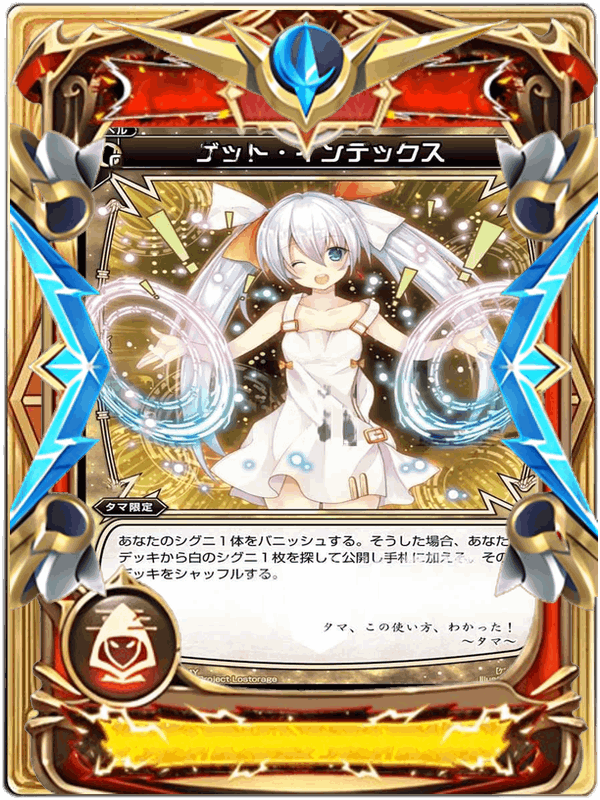 ゲット・インデックス
タマ限定
あなたのシグニ1体をバニッシュする。そうした場合、あなた
デッキから白のシグニ1枚を探して公開し手札に加える。その
デッキをシャッフルする。
タマ、この使い方、わかった!
~タマ~
Project Lostorage